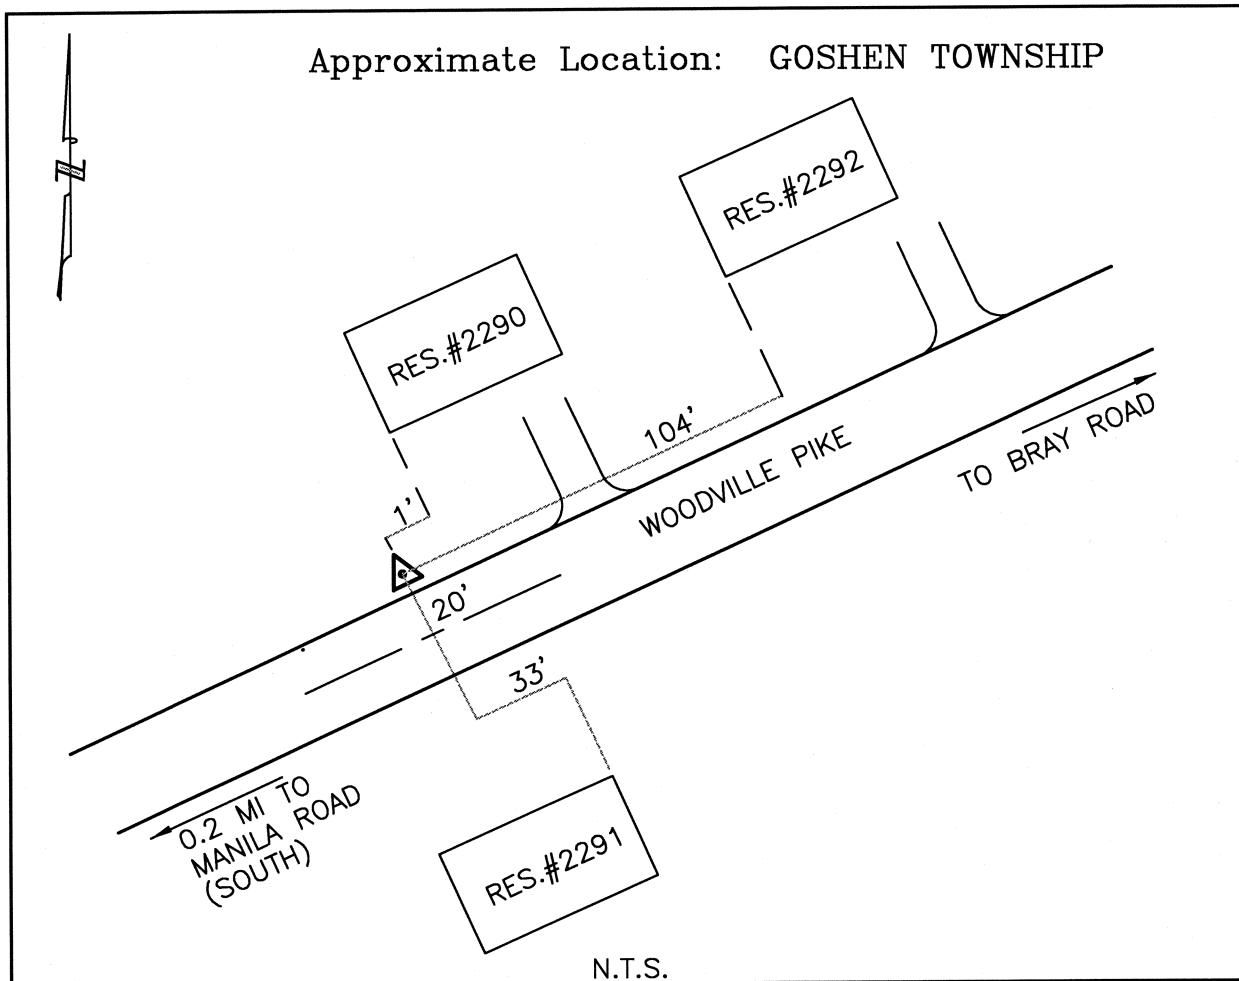 Approximate Location: GOSHEN TOWNSHIP
N
RES.#2292
RES.#2290
104'
1'
WOODVILLE PIKE
TO BRAY ROAD
20'
33'
0.2 MI TO
MANILA ROAD
(SOUTH)
RES.#2291
N.T.S.